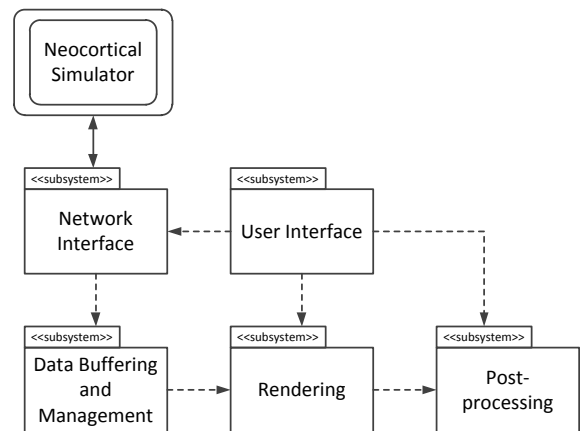 Neocortical
Simulator
<<subsystem>>
Network
Interface
<<subsystem>>
User Interface
<<subsystem>>
Data Buffering
and
Management
<<subsystem>>
Rendering
<<subsystem>>
Post-
processing